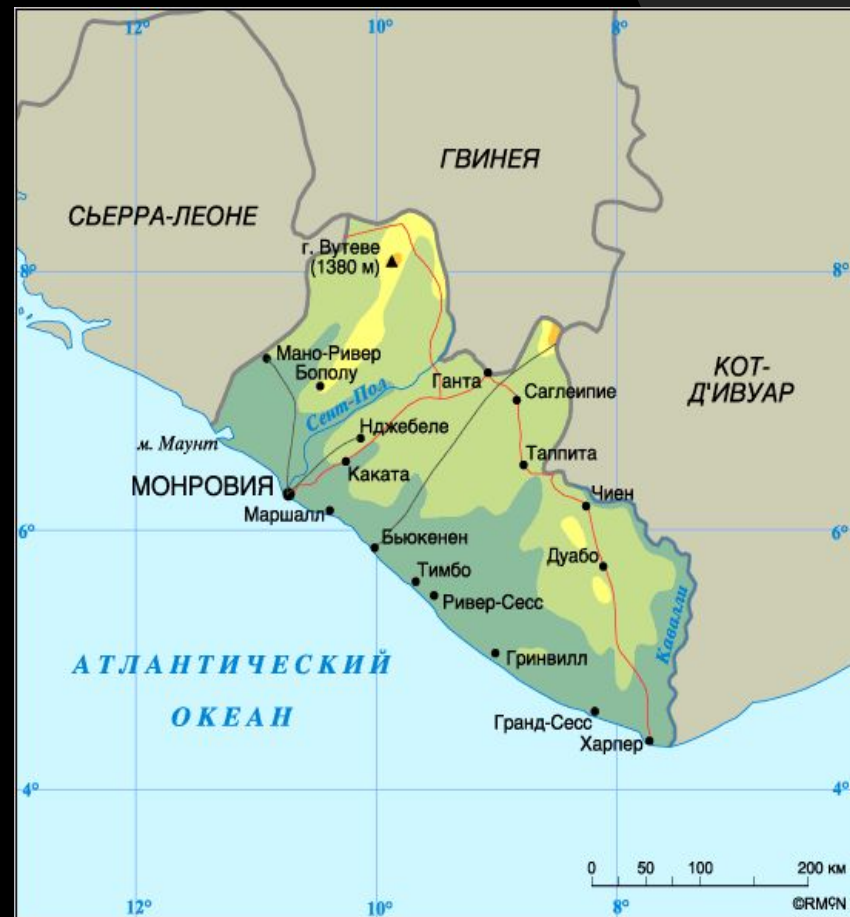 12°
10°
8°
ГВИНЕЯ
СЬЕРРА-ЛЕОНЕ
г. Вутеве
(1380 м)
8°
8°
Мано-Ривер
Бополу
Сент-Пол
Ганта
Саглеипие
КОТ-
Д'ИВУАР
м. Маунт
Нджебеле
Каката
Таппита
МОНРОВИЯ
Маршалл
Чиен
6°
6°
Бьюкенен
Дуабо
Тимбо
Ривер-Сесс
Кавалли
Гринвилл
АТЛАНТИЧЕСКИЙ
ОКЕАН
Гранд-Сесс
Харпер
4°
4°
0 50 100 200 км
12°
10°
8°